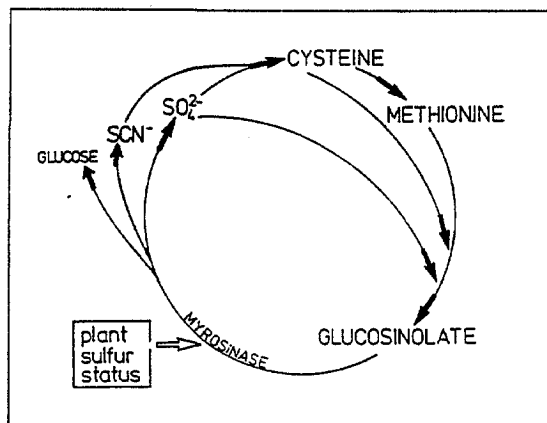 CYSTEINE
SO₄²⁻
METHIONINE
SCN⁻
GLUCOSE
GLUCOSINOLATE
MYROSINASE
plant
sulfur
status